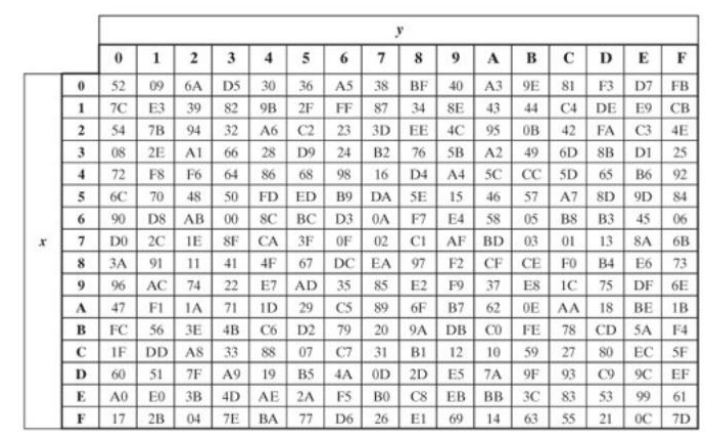 y
0 1 2 3 4 5 6 7 8 9 A B C D E F
0 52 09 6A D5 30 36 A5 38 BF 40 A3 9E 81 F3 D7 FB
1 7C E3 39 82 9B 2F FF 87 34 8E 43 44 C4 DE E9 CB
2 54 7B 94 32 A6 C2 23 3D EE 4C 95 0B 42 FA C3 4E
3 08 2E A1 66 28 D9 24 B2 76 5B A2 49 6D 8B D1 25
4 72 F8 F6 64 86 68 98 16 D4 A4 5C CC 5D 65 B6 92
5 6C 70 48 50 FD ED B9 DA 5E 15 46 57 A7 8D 9D 84
6 90 D8 AB 00 8C BC D3 0A F7 E4 58 05 B8 B3 45 06
x 7 D0 2C 1E 8F CA 3F 0F 02 C1 AF BD 03 01 13 8A 6B
8 3A 91 11 41 4F 67 DC EA 97 F2 CF CE F0 B4 E6 73
9 96 AC 74 22 E7 AD 35 85 E2 F9 37 E8 1C 75 DF 6E
A 47 F1 1A 71 1D 29 C5 89 6F B7 62 0E AA 18 BE 1B
B FC 56 3E 4B C6 D2 79 20 9A DB C0 FE 78 CD 5A F4
C 1F DD A8 33 88 07 C7 31 B1 12 10 59 27 80 EC 5F
D 60 51 7F A9 19 B5 4A 0D 2D E5 7A 9F 93 C9 9C EF
E A0 E0 3B 4D AE 2A F5 B0 C8 EB BB 3C 83 53 99 61
F 17 2B 04 7E BA 77 D6 26 E1 69 14 63 55 21 0C 7D